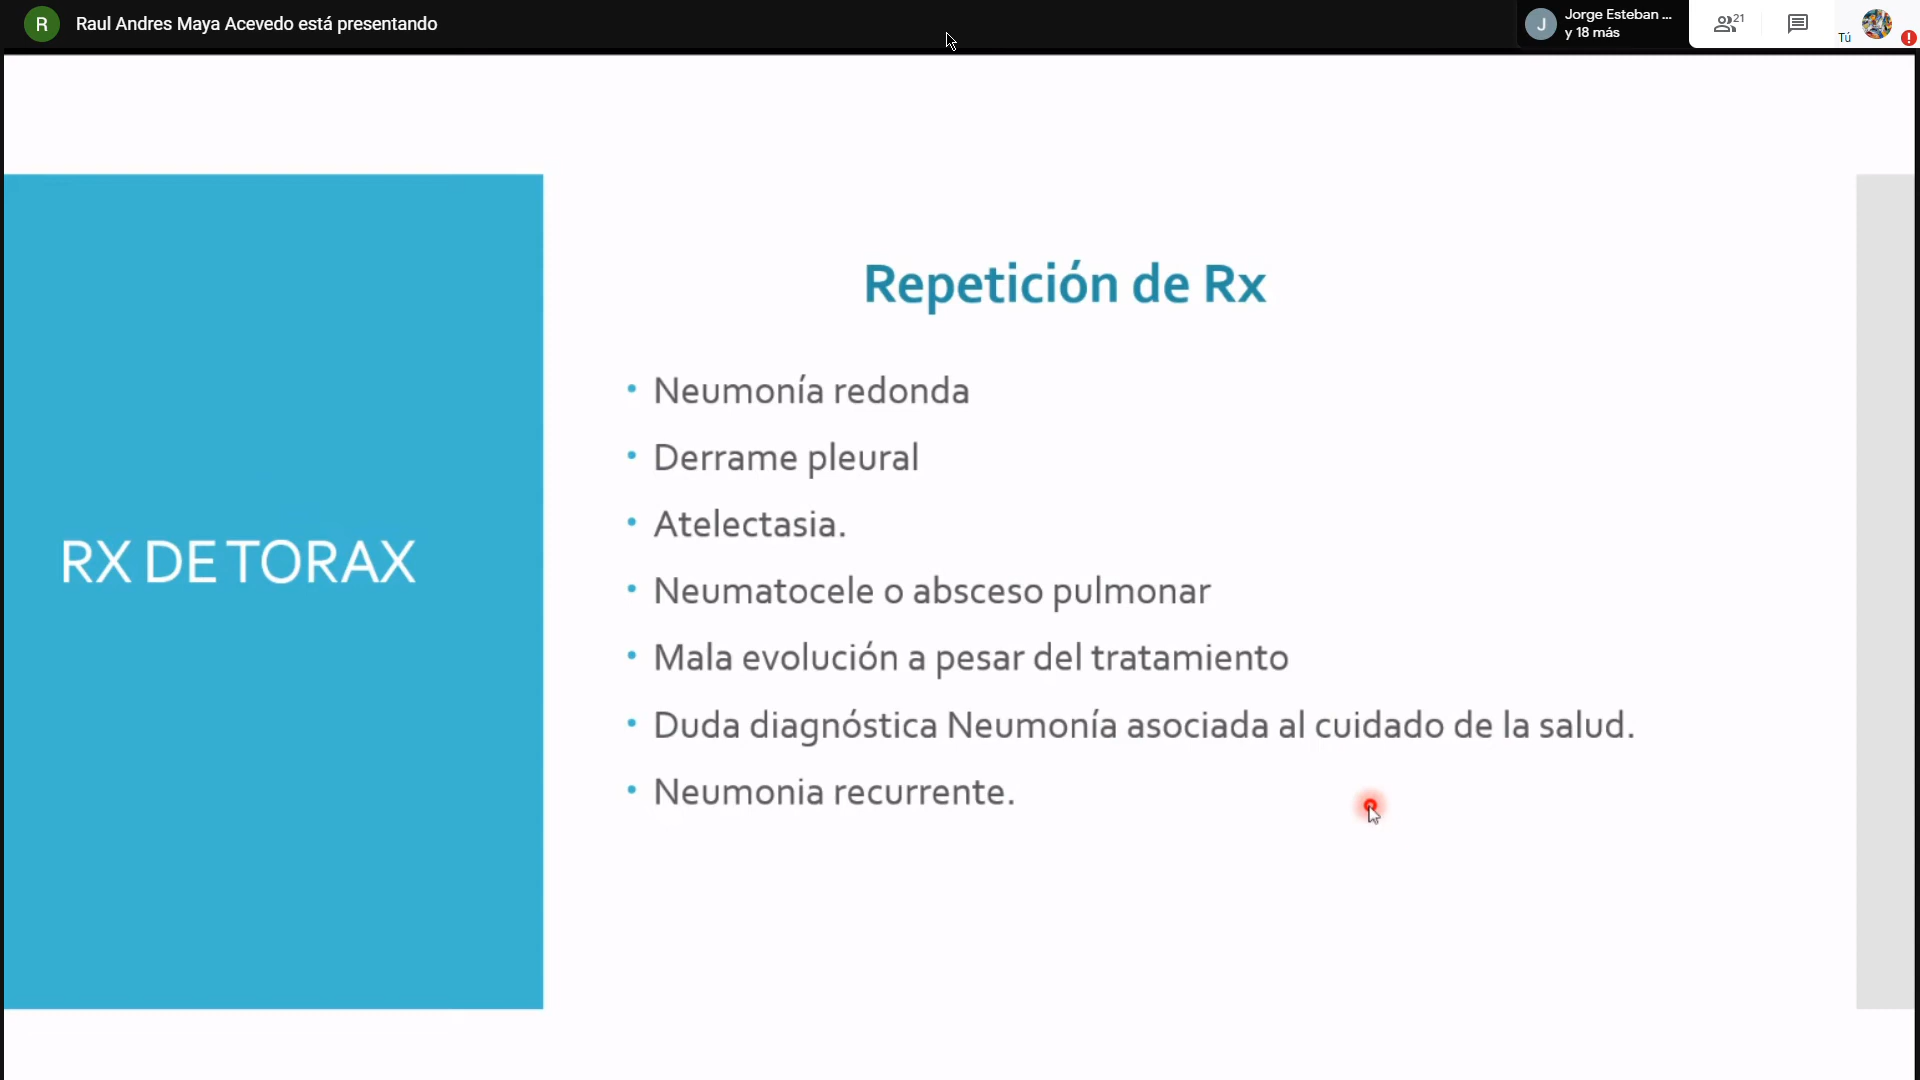 R
Raul Andres Maya Acevedo está presentando
J
Jorge Esteban ...
y 18 más
21
Tú
RX DE TORAX
Repetición de Rx
• Neumonía redonda
• Derrame pleural
• Atelectasia.
• Neumatocele o absceso pulmonar
• Mala evolución a pesar del tratamiento
• Duda diagnóstica Neumonía asociada al cuidado de la salud.
• Neumonia recurrente.